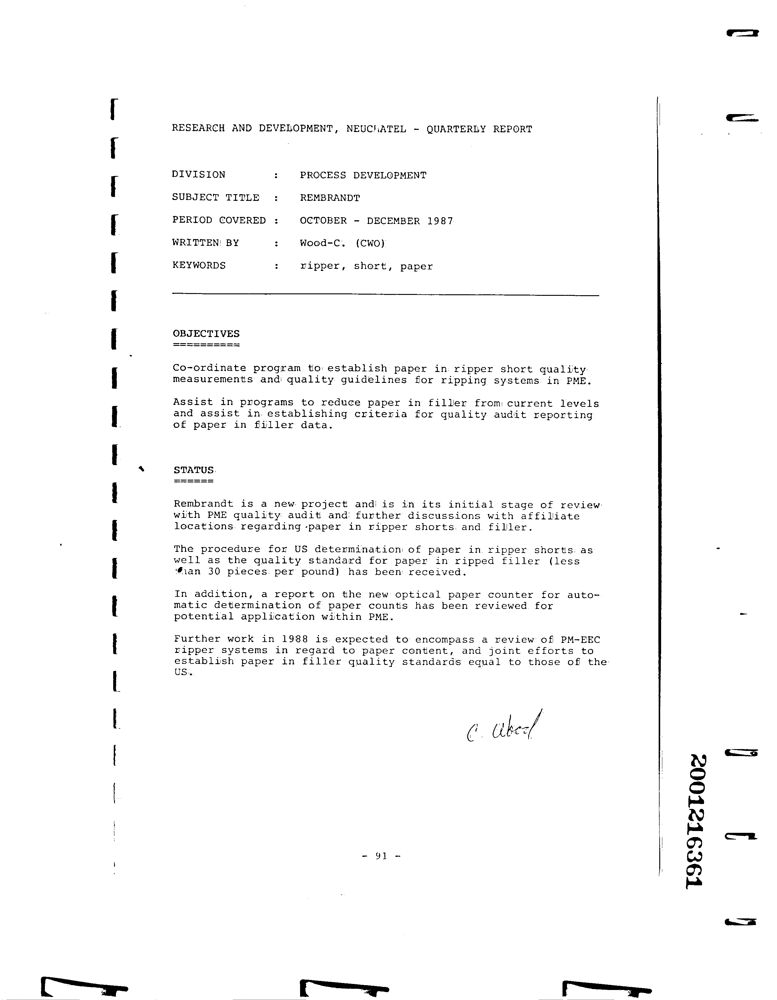 RESEARCH AND DEVELOPMENT, NEUCHATEL - QUARTERLY REPORT
DIVISION : PROCESS DEVELOPMENT
SUBJECT TITLE : REMBRANDT
PERIOD COVERED : OCTOBER - DECEMBER 1987
WRITTEN BY : Wood-C. (CWO)
KEYWORDS : ripper, short, paper
OBJECTIVES
==========
Co-ordinate program to establish paper in ripper short quality
measurements and quality guidelines for ripping systems in PME.
Assist in programs to reduce paper in filler from current levels
and assist in establishing criteria for quality audit reporting
of paper in filler data.
STATUS
======
Rembrandt is a new project and is in its initial stage of review
with PME quality audit and further discussions with affiliate
locations regarding paper in ripper shorts and filler.
The procedure for US determination of paper in ripper shorts as
well as the quality standard for paper in ripped filler (less
than 30 pieces per pound) has been received.
In addition, a report on the new optical paper counter for auto-
matic determination of paper counts has been reviewed for
potential application within PME.
Further work in 1988 is expected to encompass a review of PM-EEC
ripper systems in regard to paper content, and joint efforts to
establish paper in filler quality standards equal to those of the
US.
C. Wood
- 91 -
2001216361